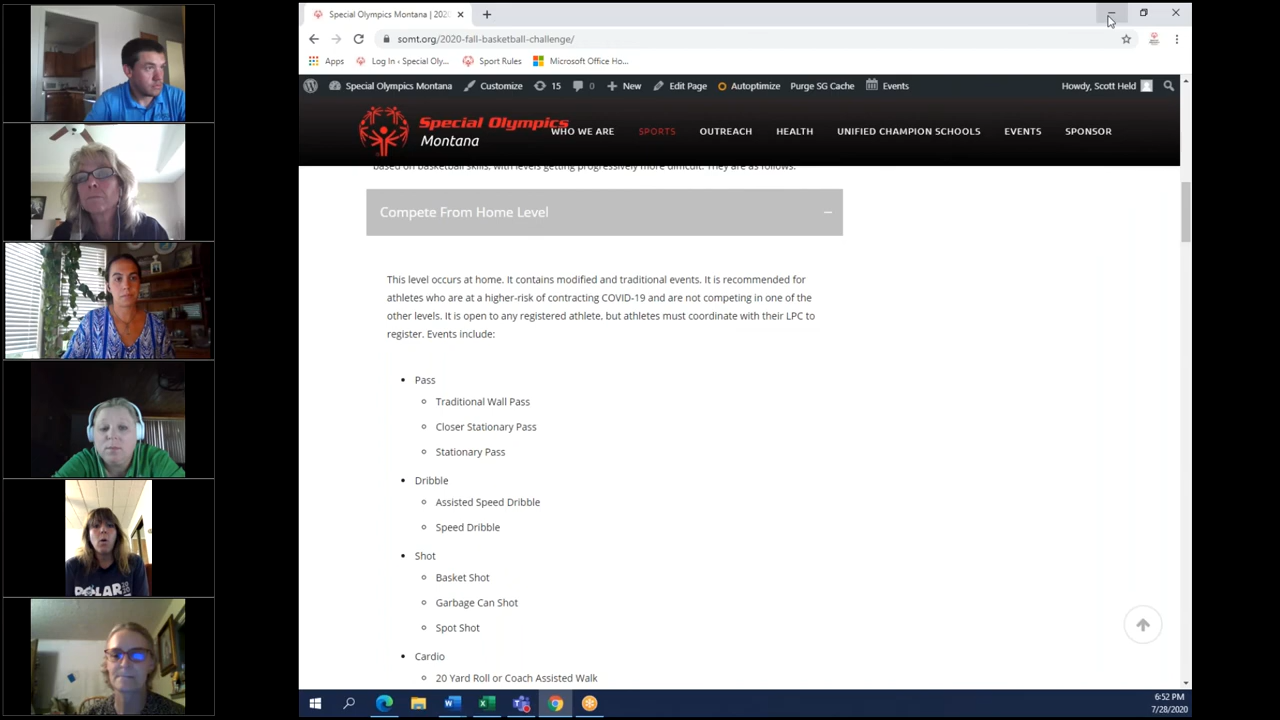 Special Olympics Montana | 202
somt.org/2020-fall-basketball-challenge/
Apps Log In ‹ Special Oly... Sport Rules Microsoft Office Ho...
Special Olympics Montana Customize 15 0 New Edit Page Autoptimize Purge SG Cache Events Howdy, Scott Held
Special Olympics
Montana
WHO WE ARE SPORTS OUTREACH HEALTH UNIFIED CHAMPION SCHOOLS EVENTS SPONSOR
based on basketball skills, with levels getting progressively more difficult. They are as follows.
Compete From Home Level
This level occurs at home. It contains modified and traditional events. It is recommended for
athletes who are at a higher-risk of contracting COVID-19 and are not competing in one of the
other levels. It is open to any registered athlete, but athletes must coordinate with their LPC to
register. Events include:
Pass
Traditional Wall Pass
Closer Stationary Pass
Stationary Pass
Dribble
Assisted Speed Dribble
Speed Dribble
Shot
Basket Shot
Garbage Can Shot
Spot Shot
Cardio
20 Yard Roll or Coach Assisted Walk
6:52 PM
7/28/2020